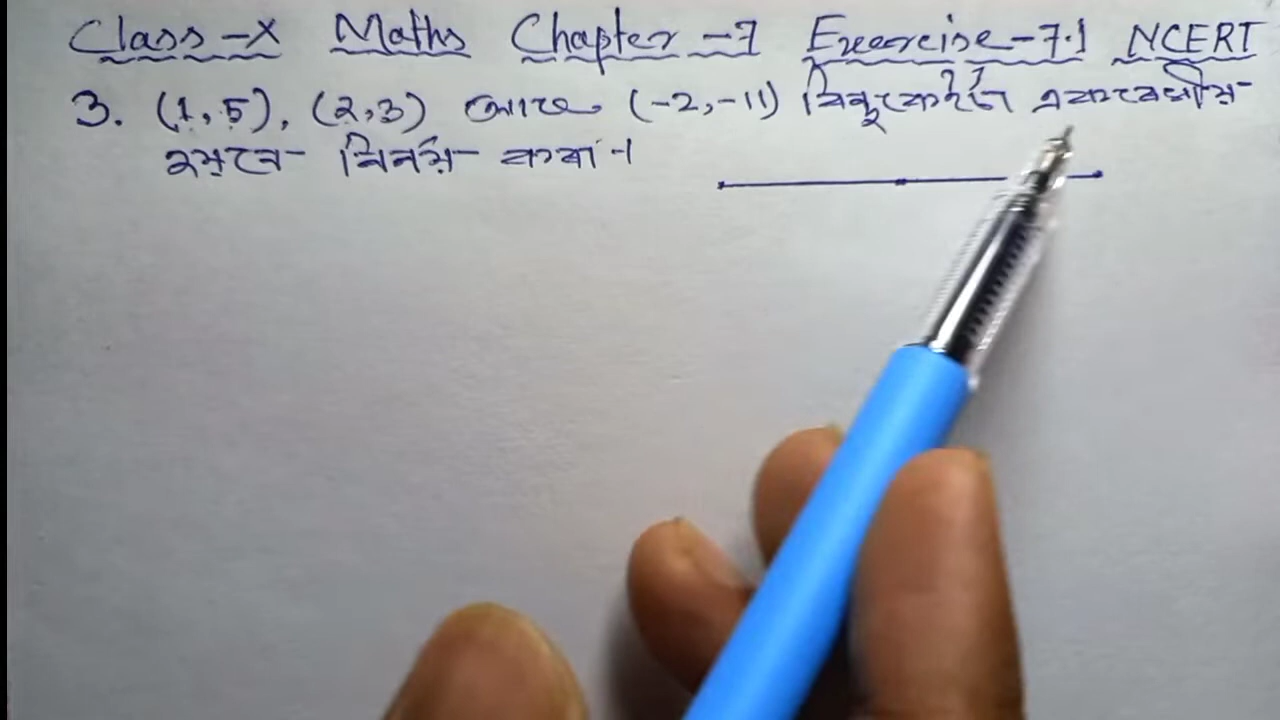 Class-X Maths Chapter-7 Exercise-7.1 NCERT
3. (1,5), (2,3) আৰু (-2,-11) বিন্দুকেইটা একৰেখীয়
হয়নে নিৰ্ণয় কৰা।